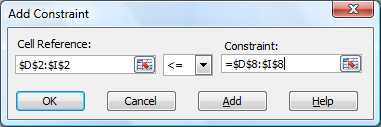 Add Constraint
Cell Reference: Constraint:
$D$2:$I$2 <= =$D$8:$I$8
OK Cancel Add Help